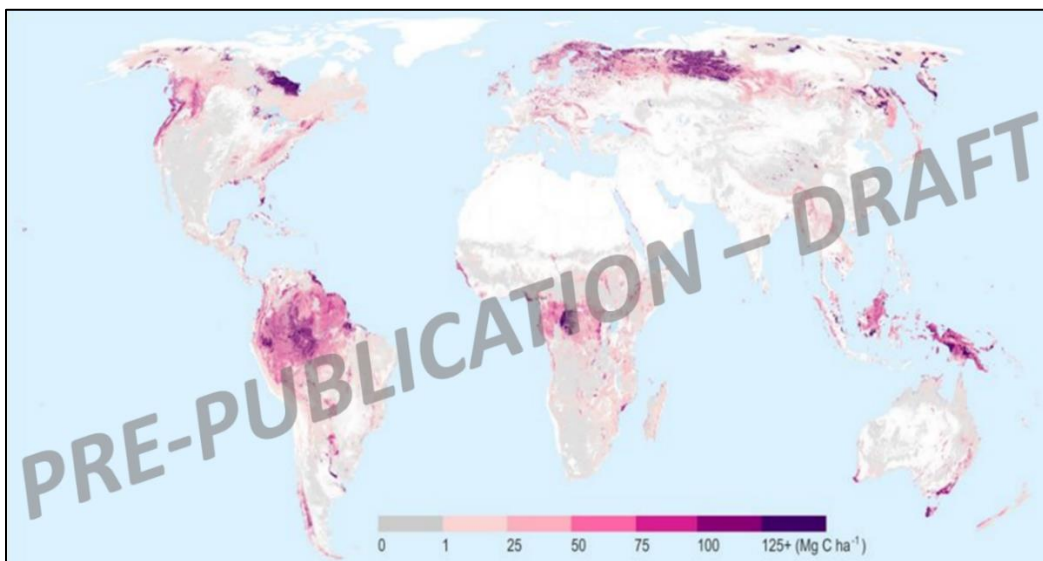 PRE-PUBLICATION – DRAFT
0 1 25 50 75 100 125+ (Mg C ha⁻¹)